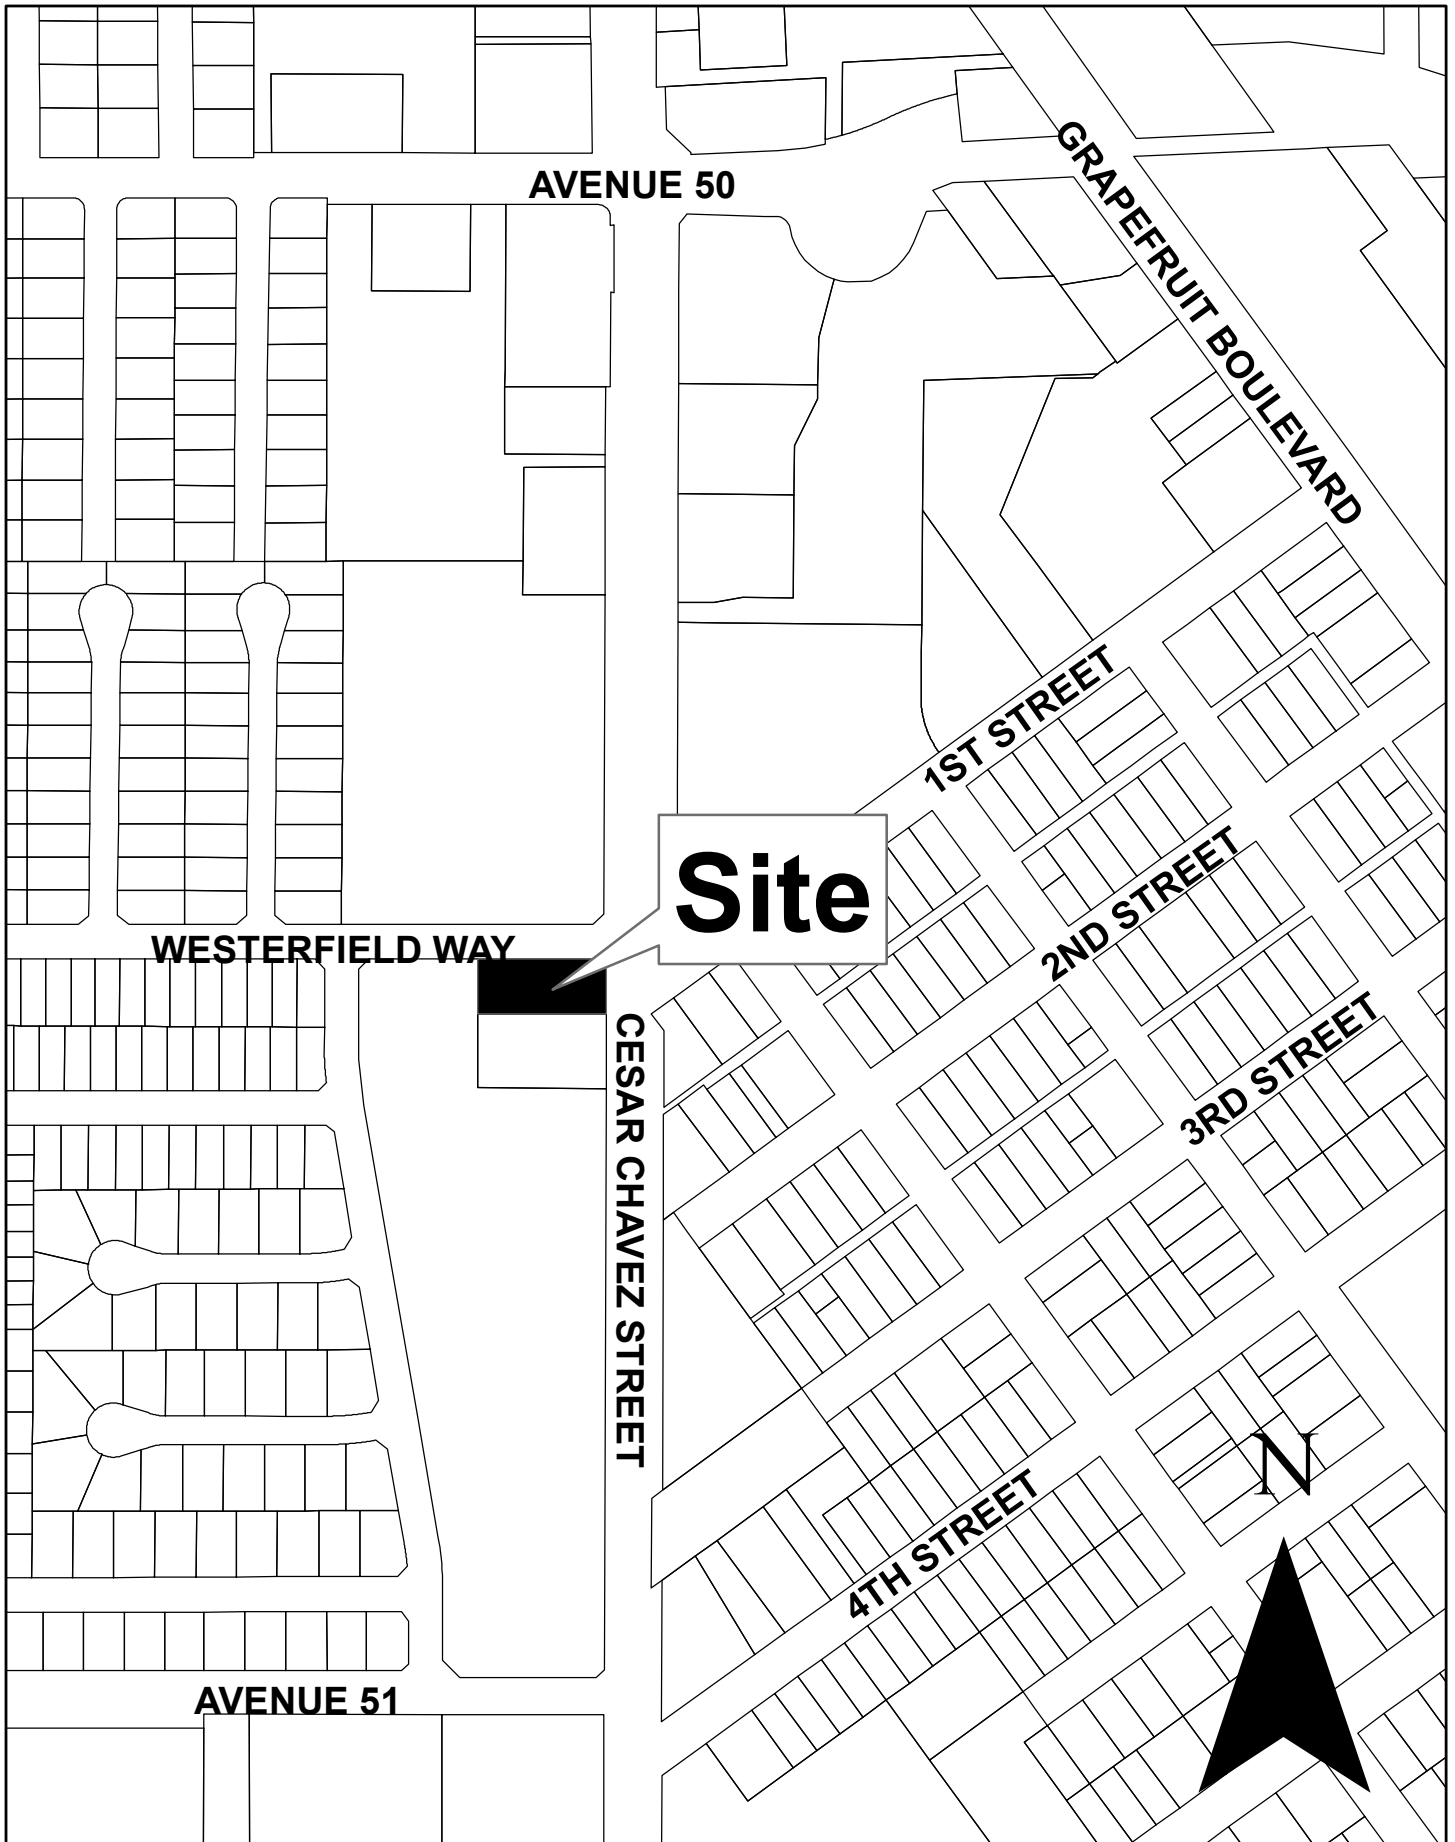 AVENUE 50
GRAPEFRUIT BOULEVARD
1ST STREET
Site
2ND STREET
WESTERFIELD WAY
CESAR CHAVEZ STREET
3RD STREET
N
4TH STREET
AVENUE 51